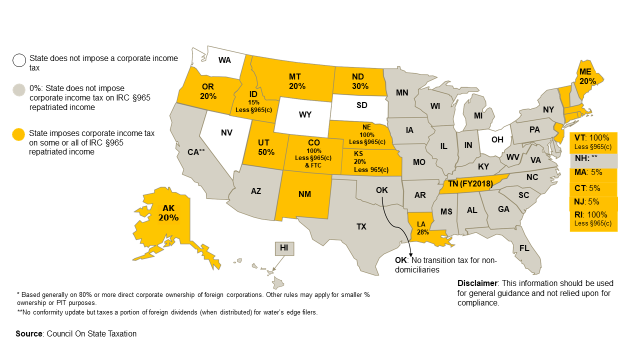 State does not impose a corporate income
tax
0%: State does not impose
corporate income tax on IRC §965
repatriated income
State imposes corporate income tax
on some or all of IRC §965
repatriated income
WA
OR
20%
ID
15%
Less §965(c)
MT
20%
ND
30%
SD
WY
NV
CA**
UT
50%
CO
100%
Less §965(c)
& FTC
NE
100%
Less §965(c)
KS
20%
Less 965(c)
AZ
NM
OK
TX
MN
IA
MO
AR
LA
28%
WI
IL
MI
IN
OH
KY
TN (FY2018)
MS
AL
GA
FL
SC
NC
VA
WV
PA
NY
ME
20%
AK
20%
HI
VT: 100%
Less §965(c)
NH: **
MA: 5%
CT: 5%
NJ: 5%
RI: 100%
Less §965(c)
OK: No transition tax for non-
domiciliaries
Disclaimer: This information should be used
for general guidance and not relied upon for
compliance.
* Based generally on 80% or more direct corporate ownership of foreign corporations. Other rules may apply for smaller %
ownership or PIT purposes.
**No conformity update but taxes a portion of foreign dividends (when distributed) for water's edge filers.
Source: Council On State Taxation